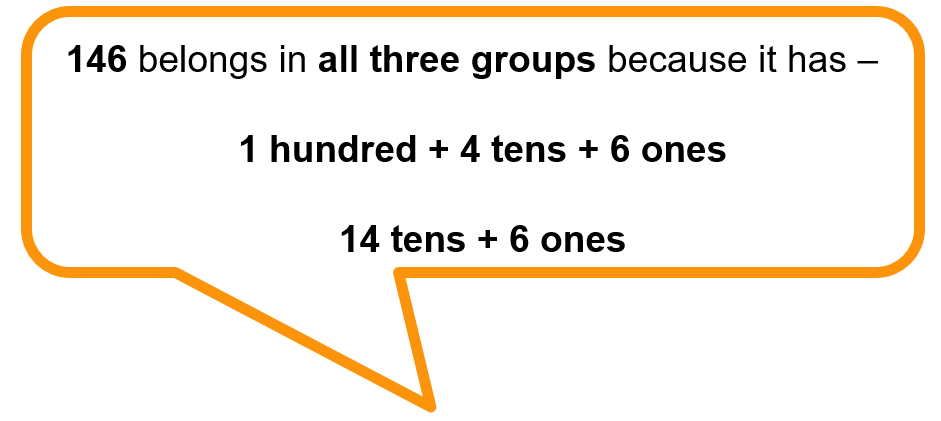 146 belongs in all three groups because it has –
1 hundred + 4 tens + 6 ones
14 tens + 6 ones